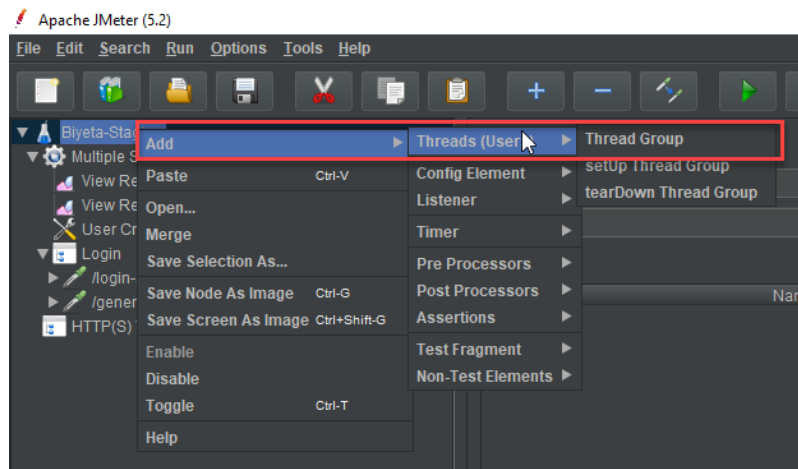 Apache JMeter (5.2)
File Edit Search Run Options Tools Help
Biyeta-Stag
Multiple S
View Re
View Re
User Cr
Login
/login-
/gener
HTTP(S)
Add
Paste Ctrl-V
Open...
Merge
Save Selection As...
Save Node As Image Ctrl-G
Save Screen As Image Ctrl+Shift-G
Enable
Disable
Toggle Ctrl-T
Help
Threads (User
Config Element
Listener
Timer
Pre Processors
Post Processors
Assertions
Test Fragment
Non-Test Elements
Thread Group
setUp Thread Group
tearDown Thread Group
Nar